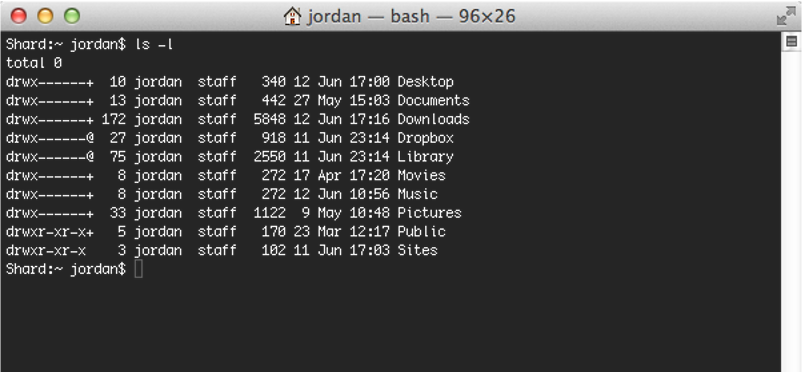 jordan — bash — 96×26
Shard:~ jordan$ ls -l
total 0
drwx------+  10 jordan  staff   340 12 Jun 17:00 Desktop
drwx------+  13 jordan  staff   442 27 May 15:03 Documents
drwx------+ 172 jordan  staff  5848 12 Jun 17:16 Downloads
drwx------@  27 jordan  staff   918 11 Jun 23:14 Dropbox
drwx------@  75 jordan  staff  2550 11 Jun 23:14 Library
drwx------+   8 jordan  staff   272 17 Apr 17:20 Movies
drwx------+   8 jordan  staff   272 12 Jun 10:56 Music
drwx------+  33 jordan  staff  1122  9 May 10:48 Pictures
drwxr-xr-x+   5 jordan  staff   170 23 Mar 12:17 Public
drwxr-xr-x    3 jordan  staff   102 11 Jun 17:03 Sites
Shard:~ jordan$